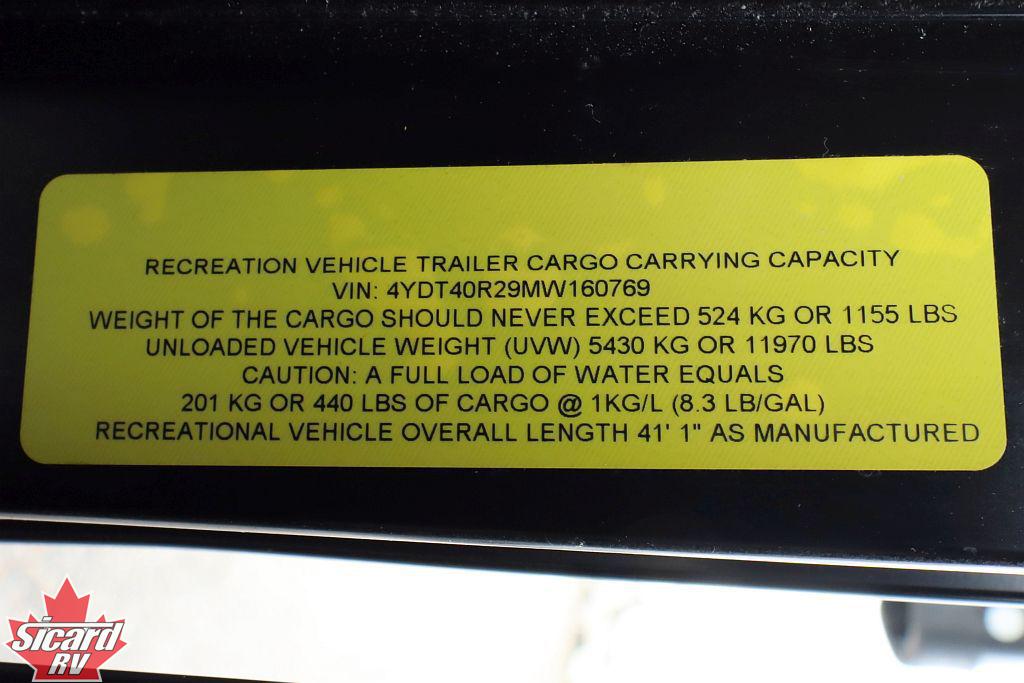 RECREATION VEHICLE TRAILER CARGO CARRYING CAPACITY
VIN: 4YDT40R29MW160769
WEIGHT OF THE CARGO SHOULD NEVER EXCEED 524 KG OR 1155 LBS
UNLOADED VEHICLE WEIGHT (UVW) 5430 KG OR 11970 LBS
CAUTION: A FULL LOAD OF WATER EQUALS
201 KG OR 440 LBS OF CARGO @ 1KG/L (8.3 LB/GAL)
RECREATIONAL VEHICLE OVERALL LENGTH 41' 1" AS MANUFACTURED
Sicard
RV